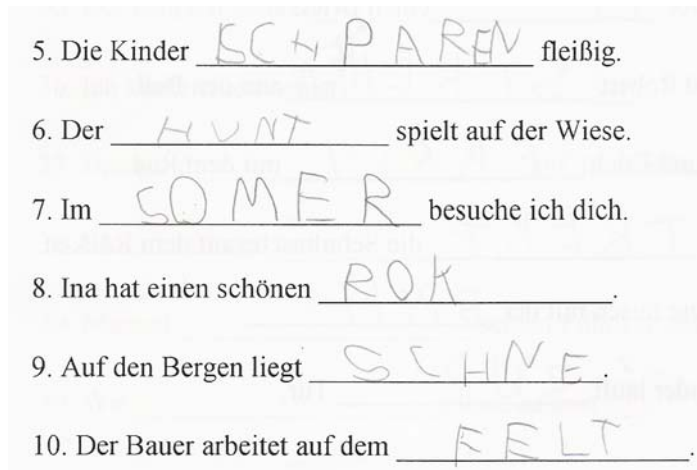 5. Die Kinder SCHPAREN fleißig.
6. Der HUNT spielt auf der Wiese.
7. Im SOMER besuche ich dich.
8. Ina hat einen schönen ROK.
9. Auf den Bergen liegt SCHNE.
10. Der Bauer arbeitet auf dem FELT.